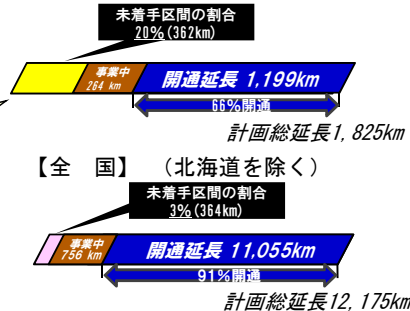 未着手区間の割合
20%(362km)
事業中
264 km
開通延長 1,199km
66%開通
計画総延長1,825km
【全 国】 (北海道を除く)
未着手区間の割合
3%(364km)
事業中
756 km
開通延長 11,055km
91%開通
計画総延長12,175km